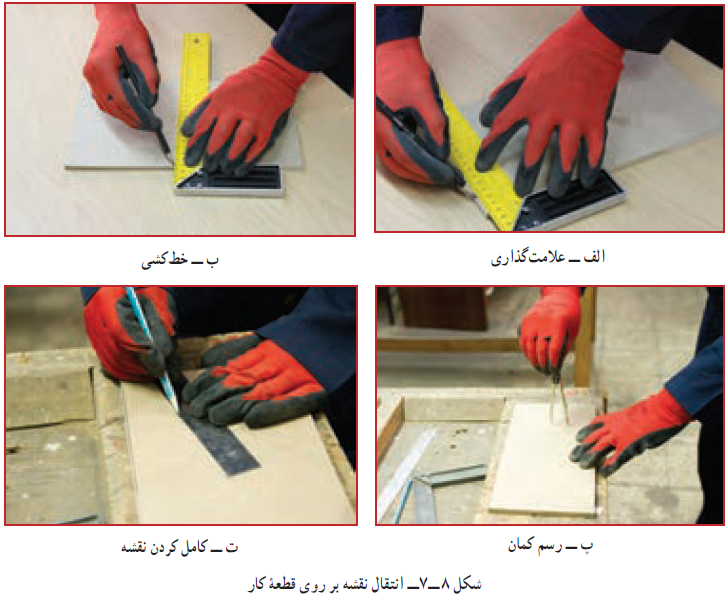 الف ــ علامت‌گذاری
ب ــ خط‌کشی
پ ــ رسم کمان
ت ــ کامل کردن نقشه
شکل ۸ــ۷ــ انتقال نقشه بر روی قطعهٔ کار